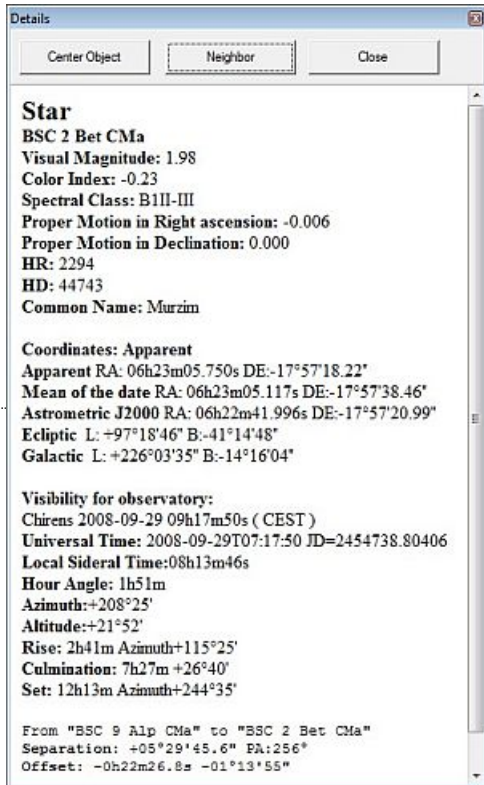 Details
Center Object Neighbor Close
Star
BSC 2 Bet CMa
Visual Magnitude: 1.98
Color Index: -0.23
Spectral Class: B1II-III
Proper Motion in Right ascension: -0.006
Proper Motion in Declination: 0.000
HR: 2294
HD: 44743
Common Name: Murzim
Coordinates: Apparent
Apparent RA: 06h23m05.750s DE:-17°57'18.22"
Mean of the date RA: 06h23m05.117s DE:-17°57'38.46"
Astrometric J2000 RA: 06h22m41.996s DE:-17°57'20.99"
Ecliptic L: +97°18'46" B:-41°14'48"
Galactic L: +226°03'35" B:-14°16'04"
Visibility for observatory:
Chirens 2008-09-29 09h17m50s ( CEST )
Universal Time: 2008-09-29T07:17:50 JD=2454738.80406
Local Sideral Time:08h13m46s
Hour Angle: 1h51m
Azimuth:+208°25'
Altitude:+21°52'
Rise: 2h41m Azimuth+115°25'
Culmination: 7h27m +26°40'
Set: 12h13m Azimuth+244°35'
From "BSC 9 Alp CMa" to "BSC 2 Bet CMa"
Separation: +05°29'45.6" PA:256°
Offset: -0h22m26.8s -01°13'55"